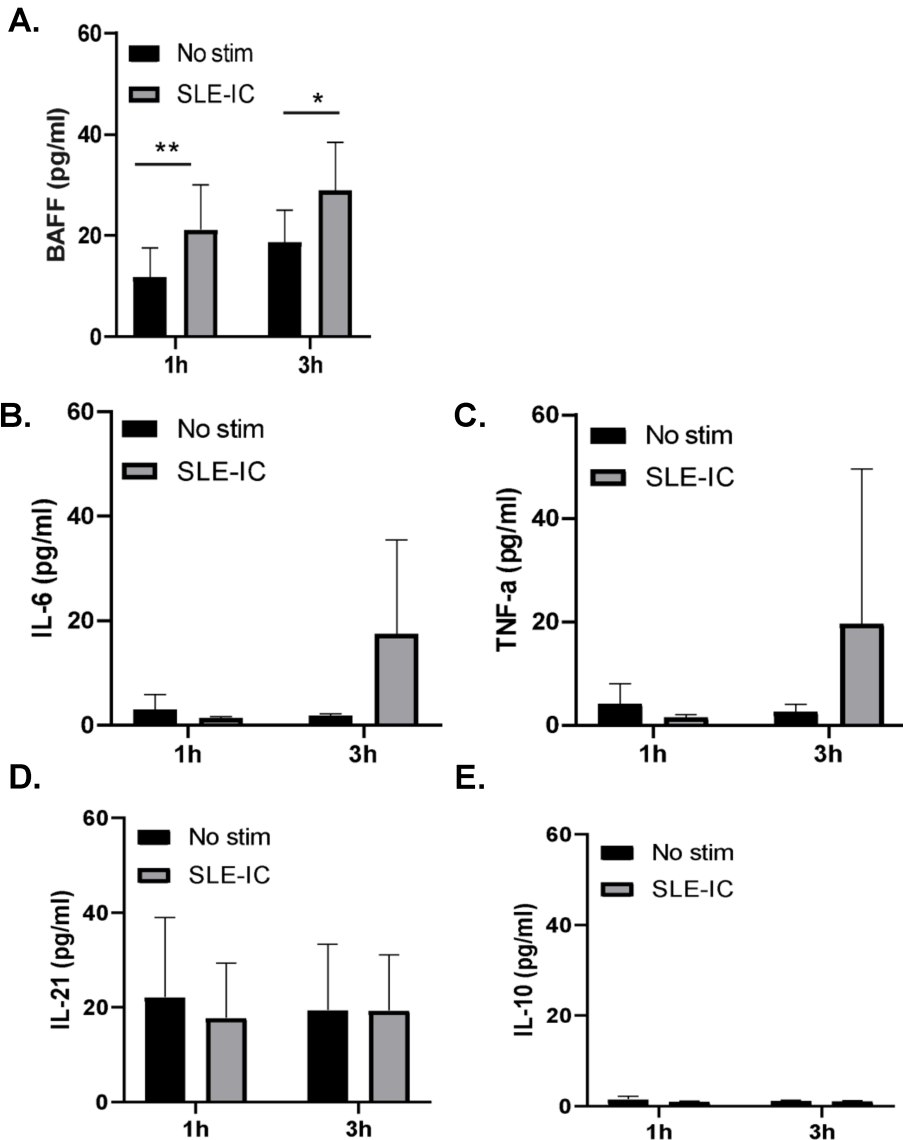 A.
BAFF (pg/ml)
60
40
20
0
No stim
SLE-IC
**
*
1h
3h
B.
IL-6 (pg/ml)
60
40
20
0
No stim
SLE-IC
1h
3h
C.
TNF-a (pg/ml)
60
40
20
0
No stim
SLE-IC
1h
3h
D.
IL-21 (pg/ml)
60
40
20
0
No stim
SLE-IC
1h
3h
E.
IL-10 (pg/ml)
60
40
20
0
No stim
SLE-IC
1h
3h